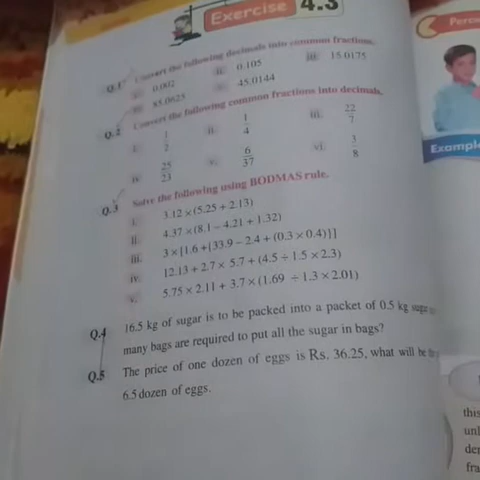 Exercise 4.3
Q.1 Convert the following decimals into common fractions.
0.002 ii. 0.105 iii. 15.0175
85.0625 45.0144
Q.2 Convert the following common fractions into decimals.
i. 1/2 ii. 1/4 iii. 22/7
iv. 25/23 v. 6/37 vi. 3/8
Q.3 Solve the following using BODMAS rule.
i. 3.12 × (5.25 + 2.13)
ii. 4.37 × (8.1 – 4.21 + 1.32)
iii. 3 × [1.6 + {33.9 – 2.4 + (0.3 × 0.4)}]
iv. 12.13 + 2.7 × 5.7 + (4.5 ÷ 1.5 × 2.3)
v. 5.75 × 2.11 + 3.7 × (1.69 ÷ 1.3 × 2.01)
Q.4 16.5 kg of sugar is to be packed into a packet of 0.5 kg sugar
many bags are required to put all the sugar in bags?
Q.5 The price of one dozen of eggs is Rs. 36.25, what will be
6.5 dozen of eggs.
Perce
Example
this
unl
der
fra